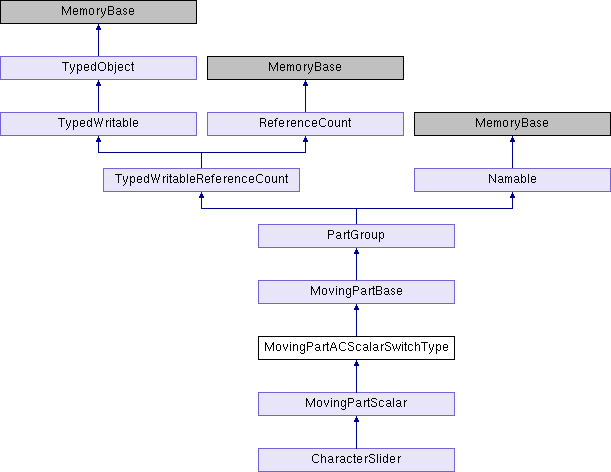 MemoryBase
TypedObject
MemoryBase
TypedWritable
ReferenceCount
MemoryBase
TypedWritableReferenceCount
Namable
PartGroup
MovingPartBase
MovingPartACScalarSwitchType
MovingPartScalar
CharacterSlider